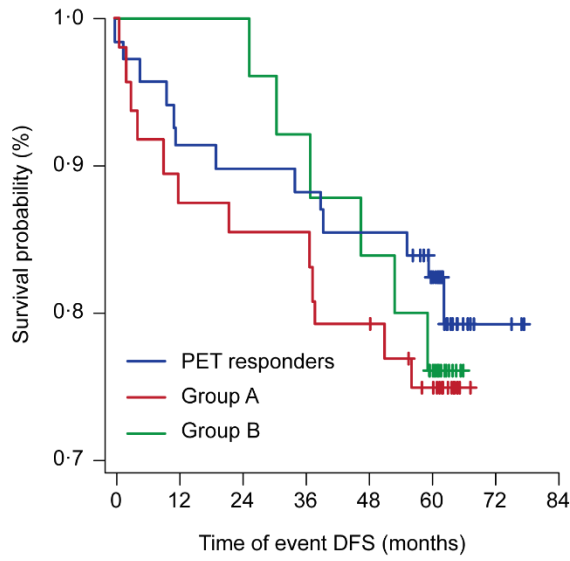 1·0
0·9
0·8
0·7
Survival probability (%)
PET responders
Group A
Group B
0 12 24 36 48 60 72 84
Time of event DFS (months)